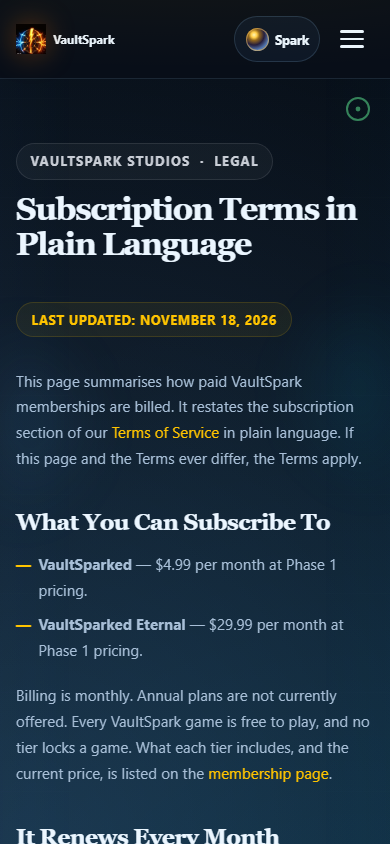 VaultSpark
Spark
VAULTSPARK STUDIOS · LEGAL
Subscription Terms in
Plain Language
LAST UPDATED: NOVEMBER 18, 2026
This page summarises how paid VaultSpark
memberships are billed. It restates the subscription
section of our Terms of Service in plain language. If
this page and the Terms ever differ, the Terms apply.
What You Can Subscribe To
— VaultSparked — $4.99 per month at Phase 1
pricing.
— VaultSparked Eternal — $29.99 per month at
Phase 1 pricing.
Billing is monthly. Annual plans are not currently
offered. Every VaultSpark game is free to play, and no
tier locks a game. What each tier includes, and the
current price, is listed on the membership page.
It Renews Every Month